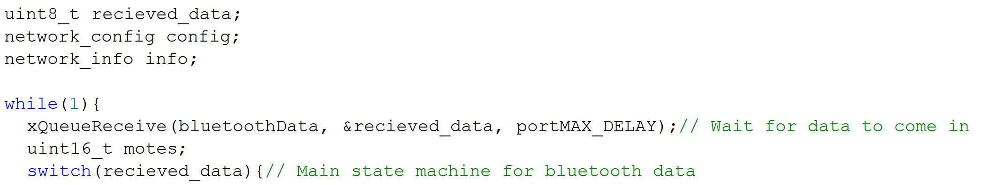 uint8_t recieved_data;
network_config config;
network_info info;
while(1){
xQueueReceive(bluetoothData, &recieved_data, portMAX_DELAY);// Wait for data to come in
uint16_t motes;
switch(recieved_data){// Main state machine for bluetooth data